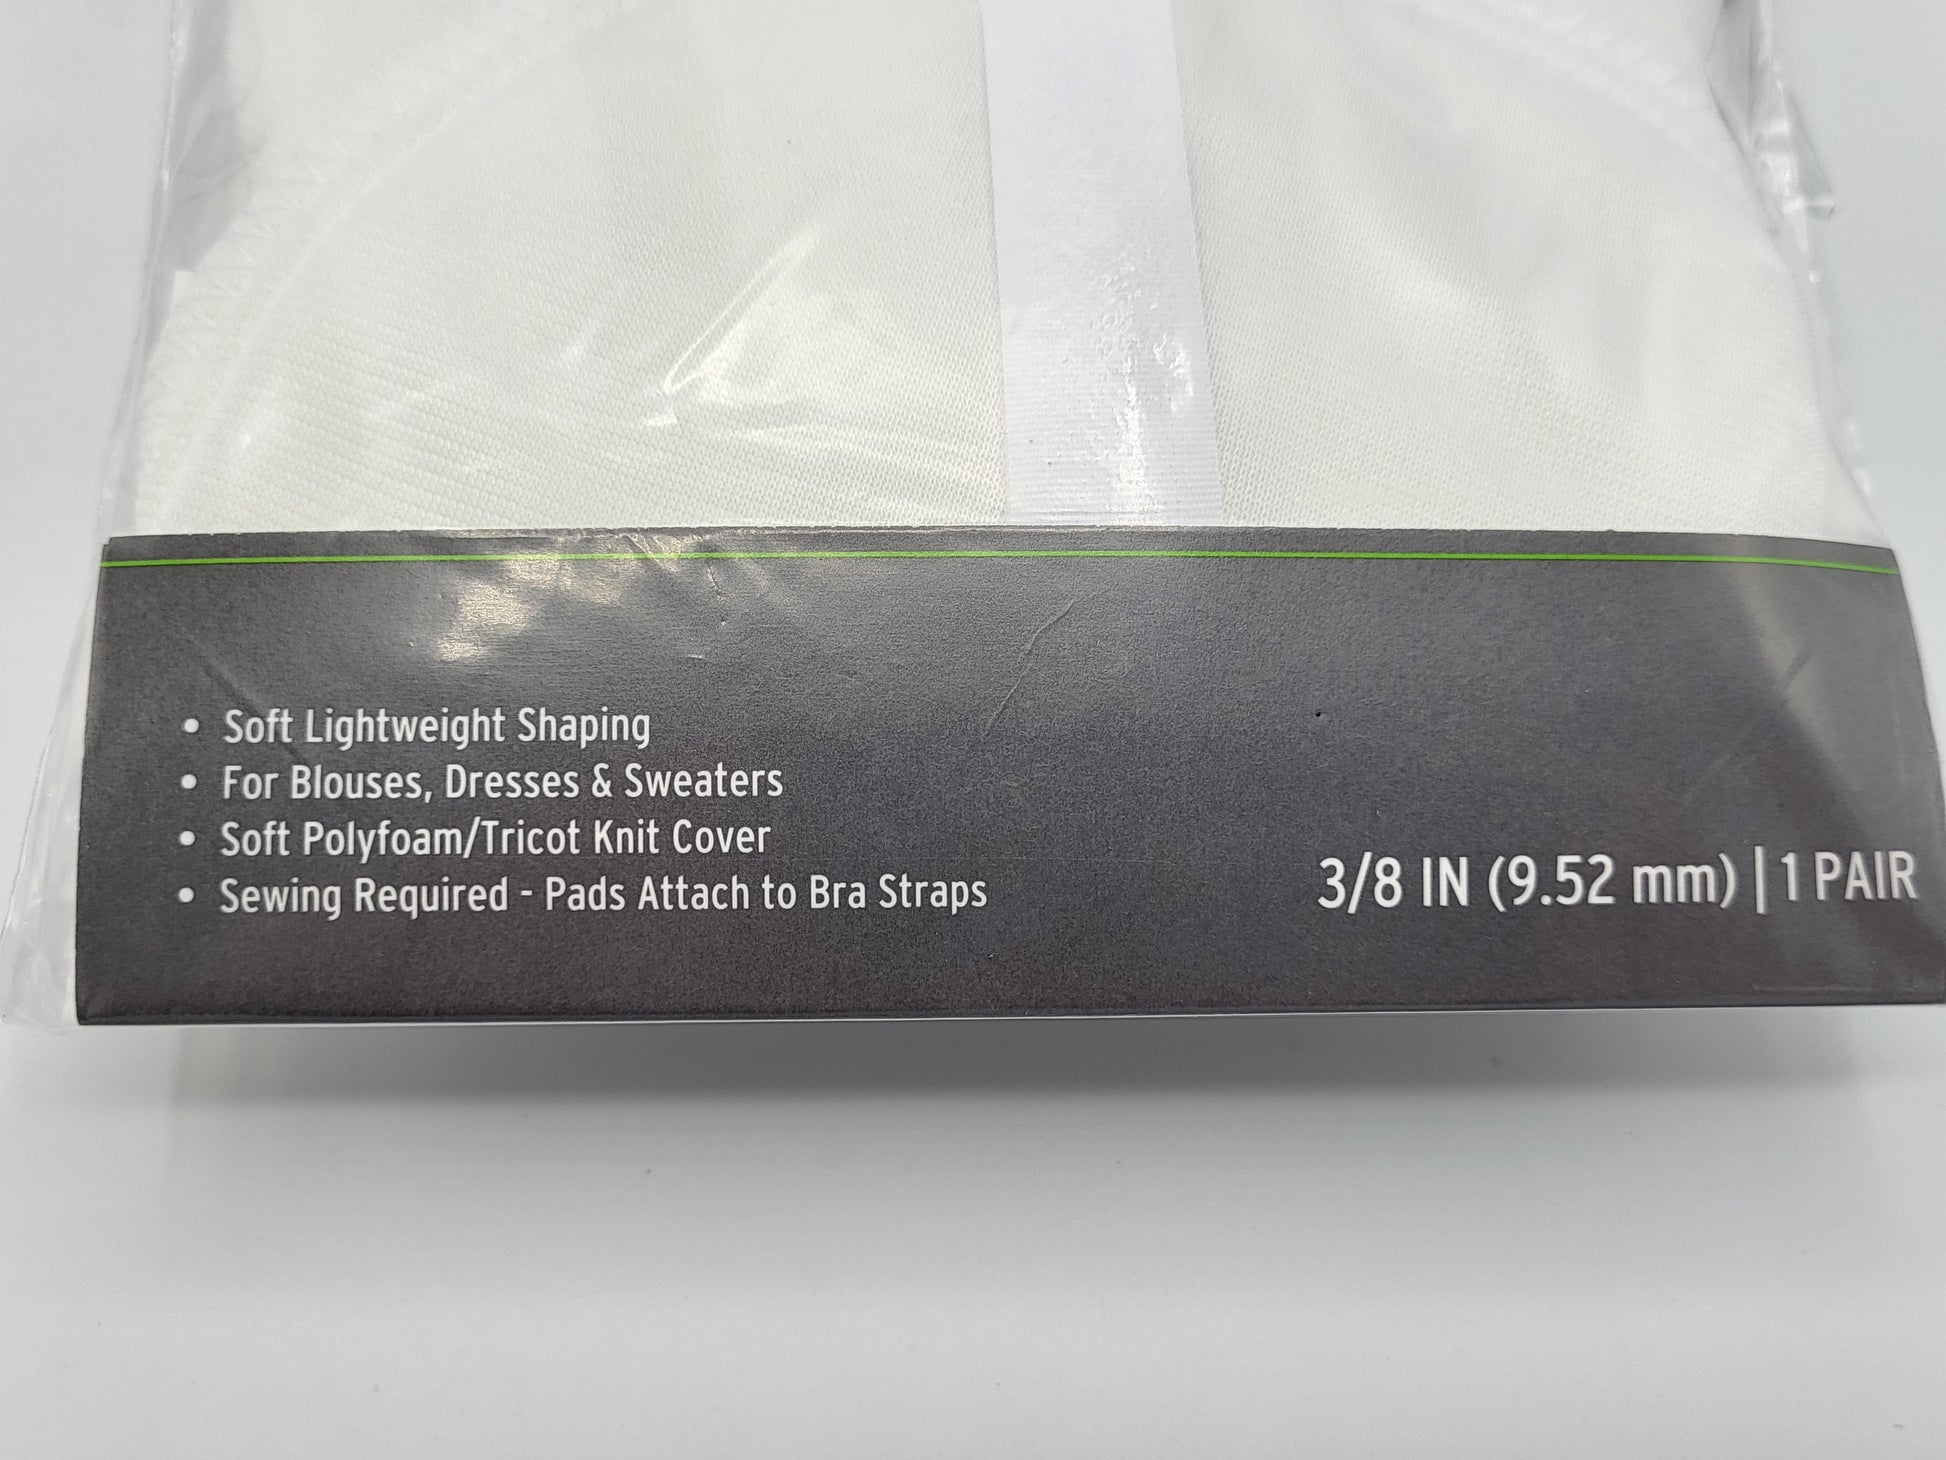 • Soft Lightweight Shaping
• For Blouses, Dresses & Sweaters
• Soft Polyfoam/Tricot Knit Cover
• Sewing Required - Pads Attach to Bra Straps
3/8 IN (9.52 mm) | 1 PAIR